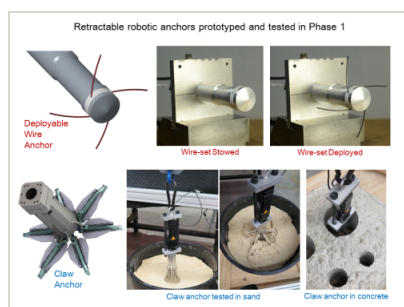 Retractable robotic anchors prototyped and tested in Phase 1
Deployable
Wire
Anchor
Wire-set Stowed
Wire-set Deployed
Claw
Anchor
Claw anchor tested in sand
Claw anchor in concrete